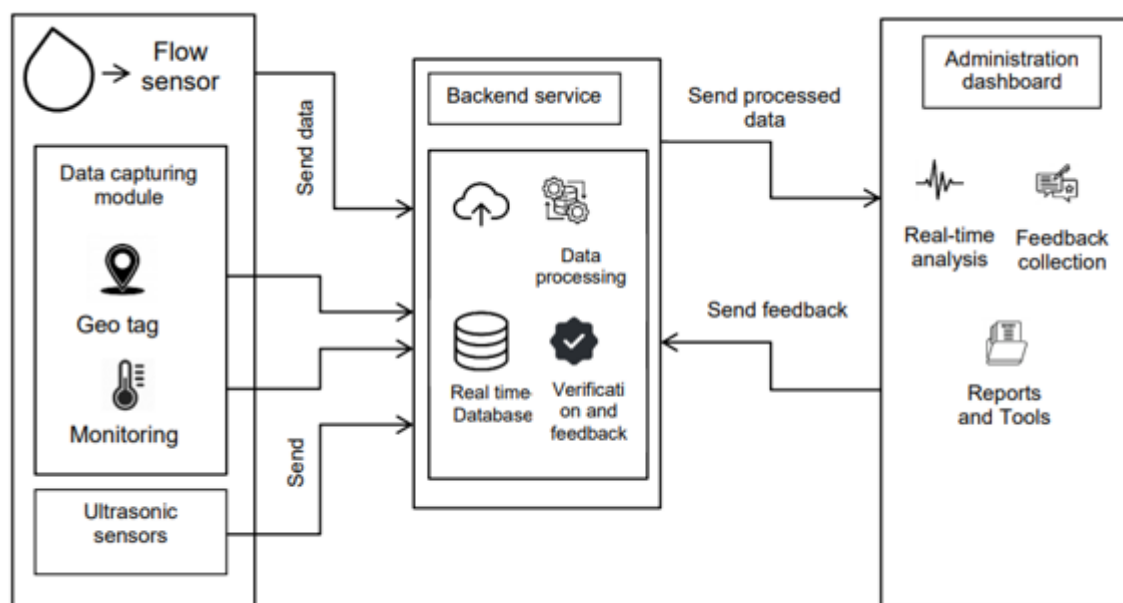 Flow
sensor
Data capturing
module
Geo tag
Monitoring
Ultrasonic
sensors
Send data
Send
Backend service
Data
processing
Real time
Database
Verificati
on and
feedback
Send processed
data
Send feedback
Administration
dashboard
Real-time
analysis
Feedback
collection
Reports
and Tools